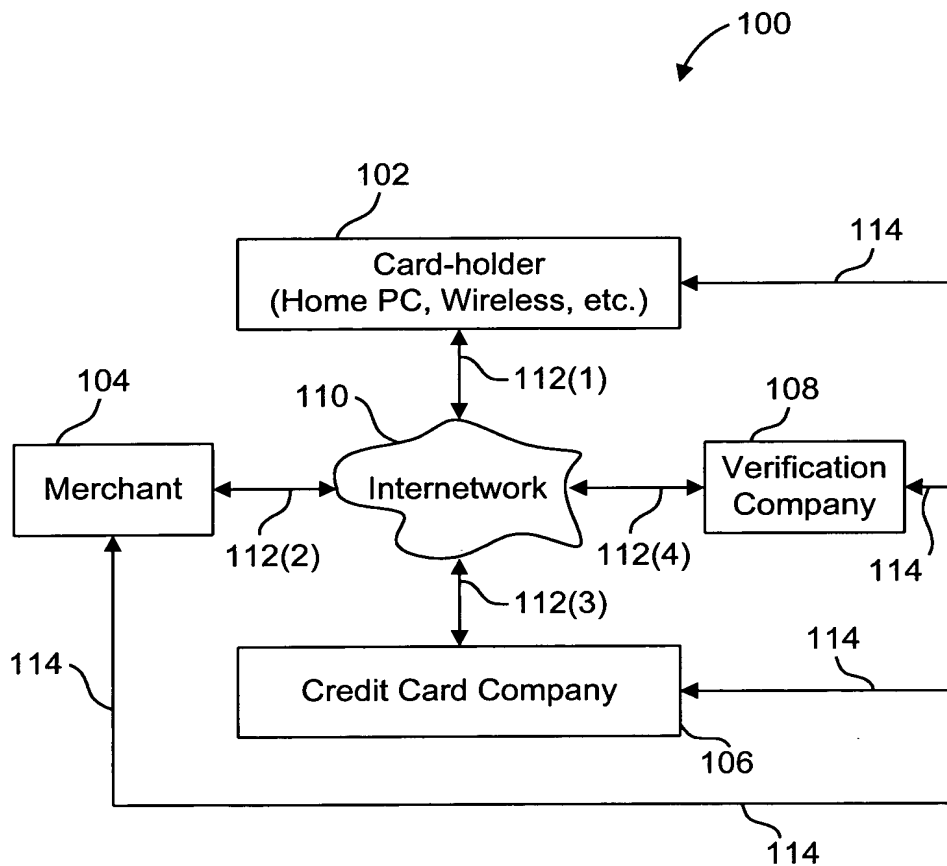 100
102
Card-holder
(Home PC, Wireless, etc.)
114
112(1)
104
110
108
Merchant
Internetwork
Verification
Company
112(2)
112(4)
114
112(3)
114
Credit Card Company
114
106
114